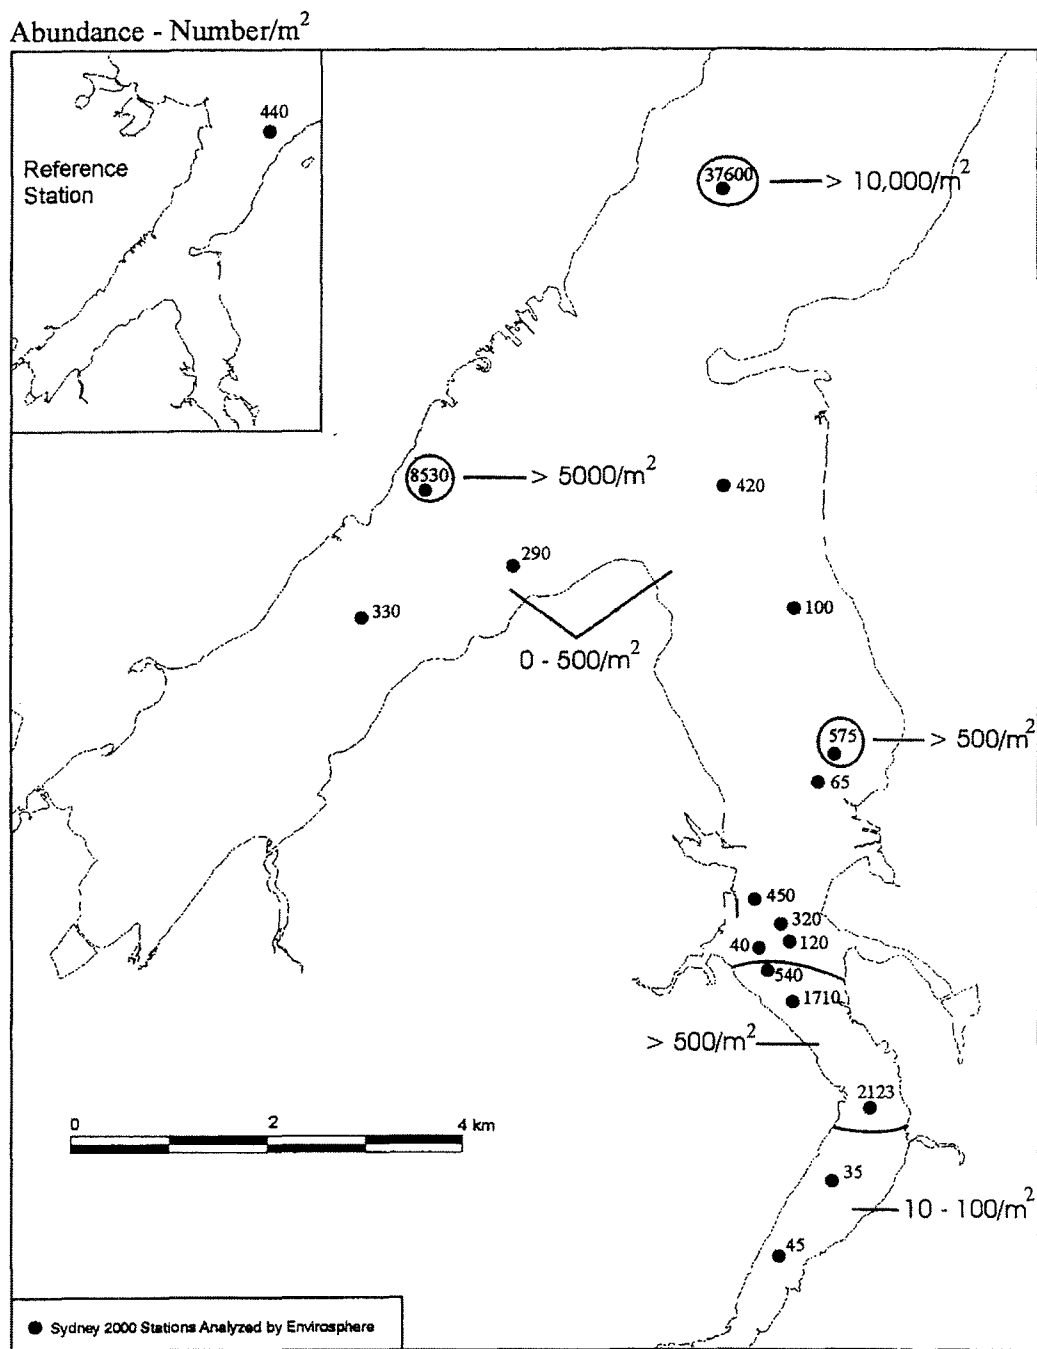 Abundance - Number/m²
440
Reference
Station
37600
> 10,000/m²
8530
> 5000/m²
420
290
330
100
0 - 500/m²
575
> 500/m²
65
450
320
40
120
540
1710
> 500/m²
2123
0 2 4 km
35
10 - 100/m²
45
Sydney 2000 Stations Analyzed by Envirosphere